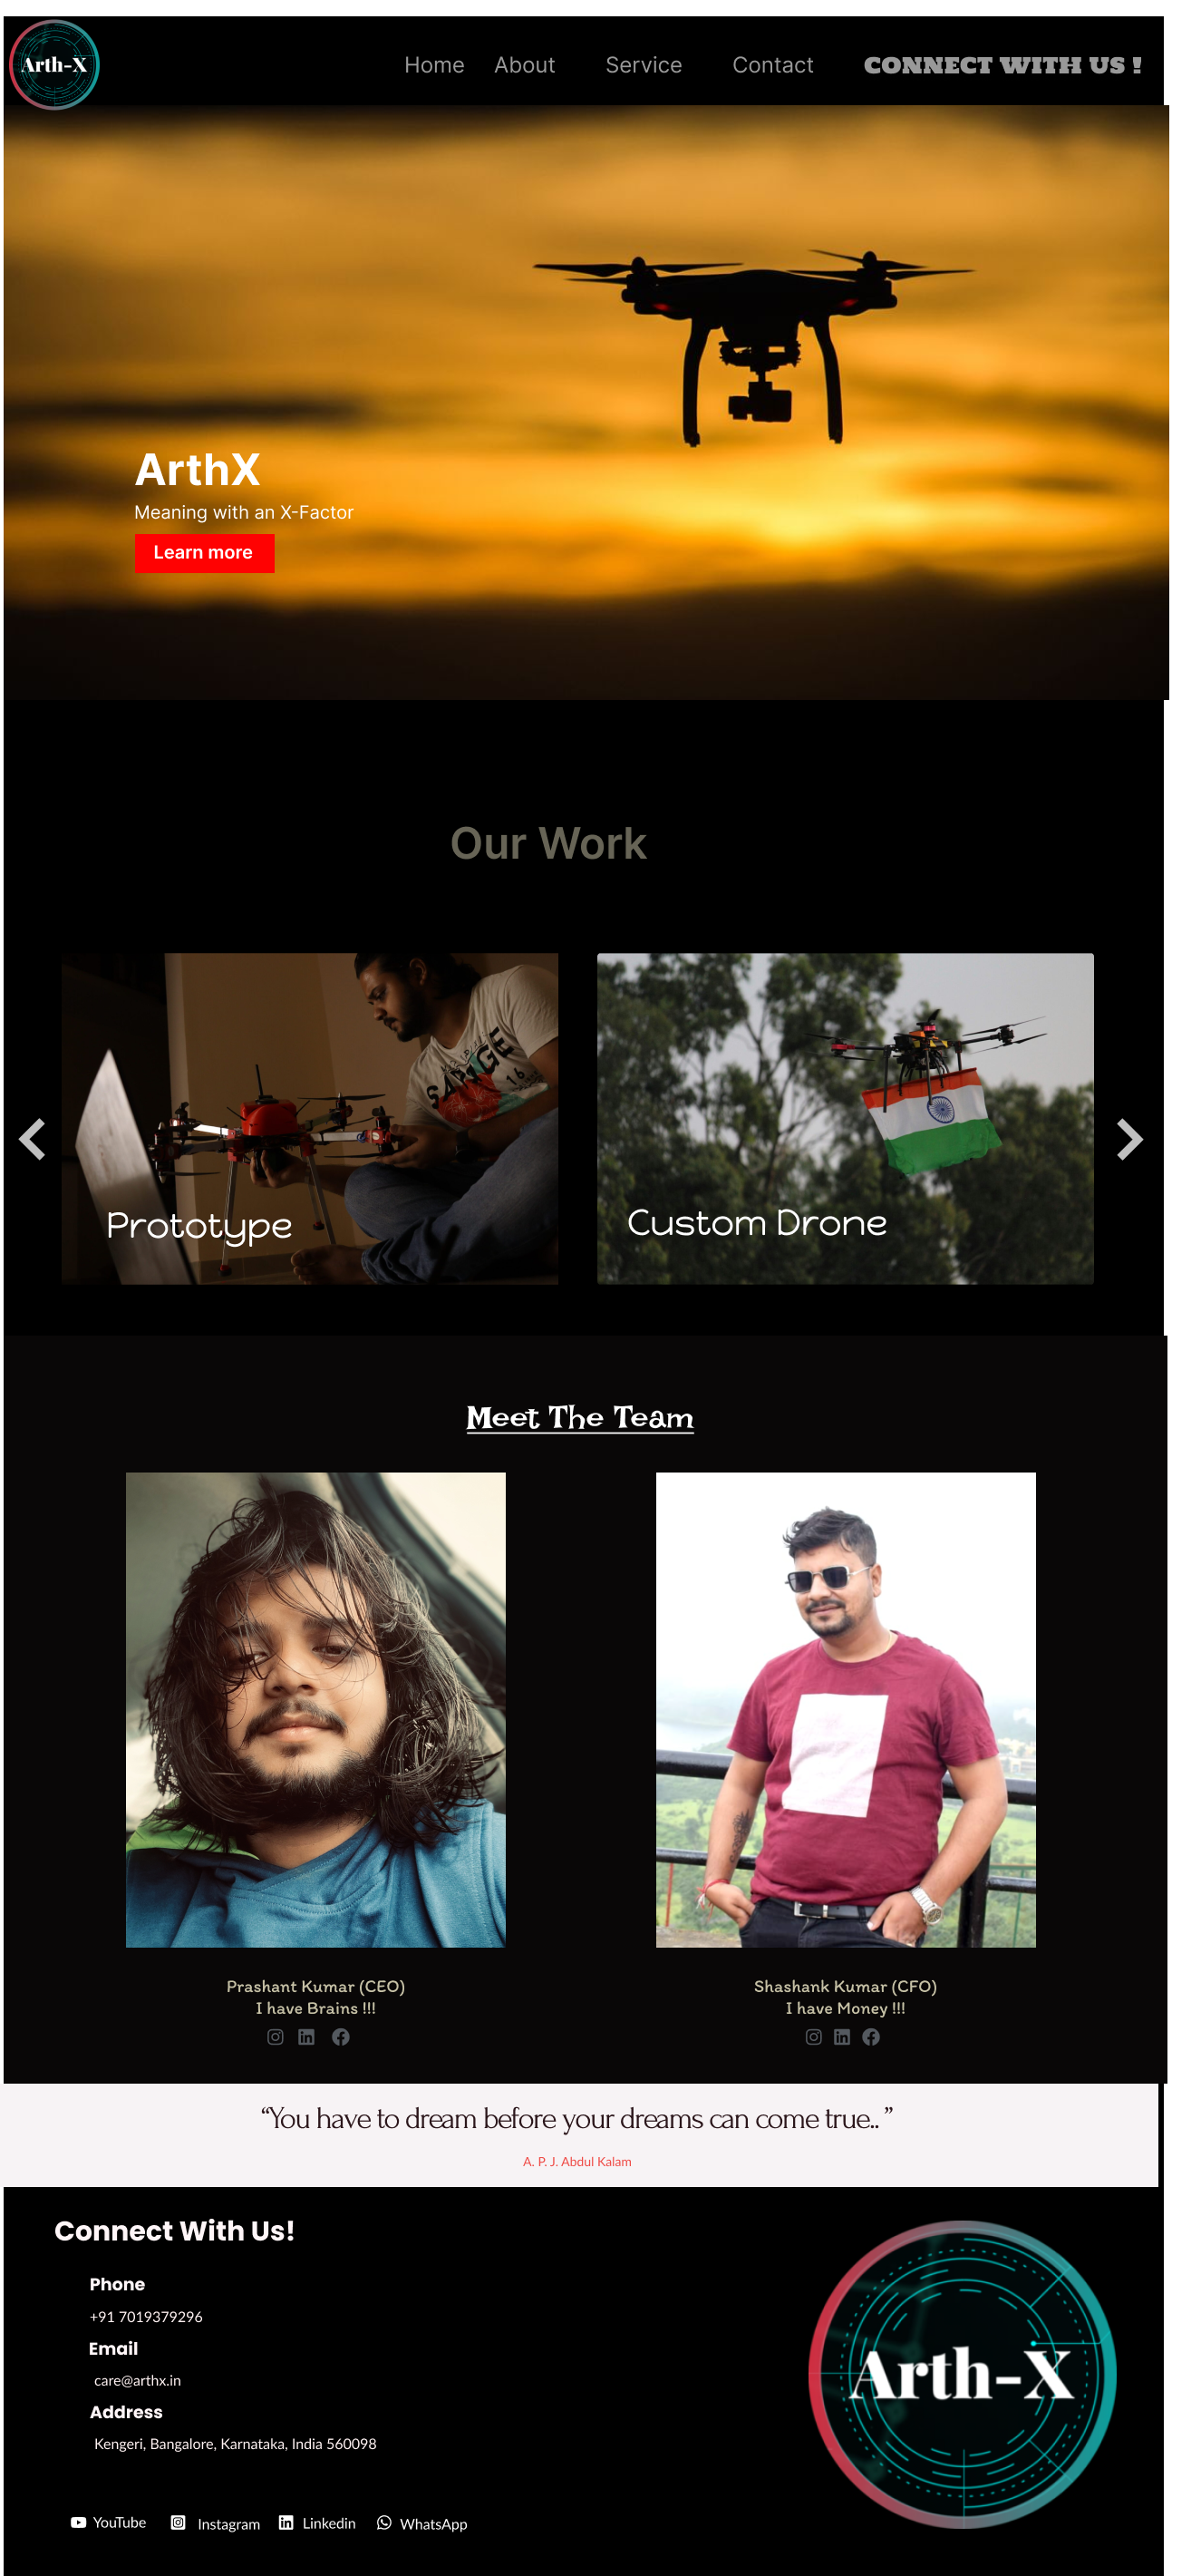 Arth-X
Home About Service Contact CONNECT WITH US !
ArthX
Meaning with an X-Factor
Learn more
Our Work
Prototype
Custom Drone
Meet The Team
Prashant Kumar (CEO)
I have Brains !!!
Shashank Kumar (CFO)
I have Money !!!
“You have to dream before your dreams can come true.. ”
A. P. J. Abdul Kalam
Connect With Us!
Phone
+91 7019379296
Email
care@arthx.in
Address
Kengeri, Bangalore, Karnataka, India 560098
Arth-X
YouTube Instagram Linkedin WhatsApp